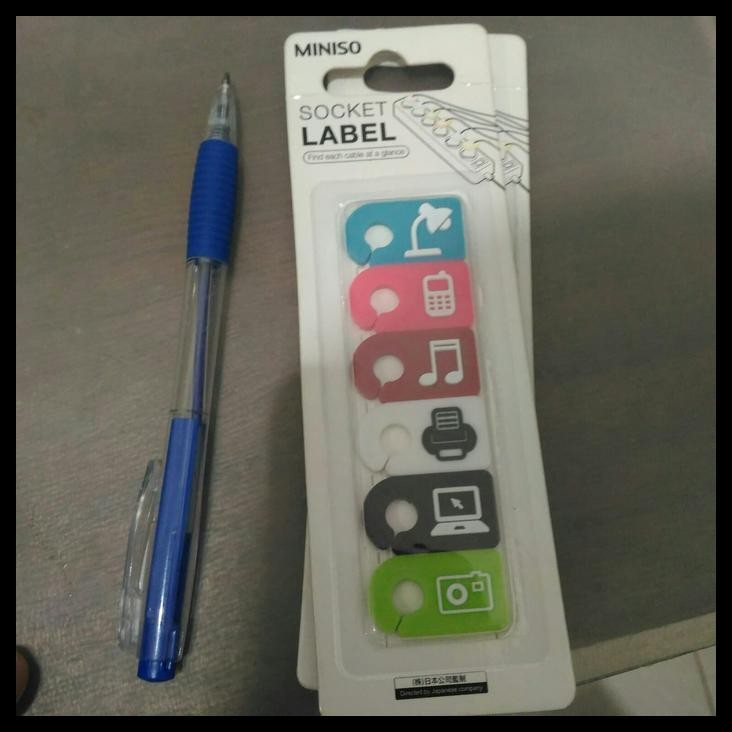 MINISO
SOCKET
LABEL
Find each cable at a glance
(株)日本公司監制
Directed by Japanese company